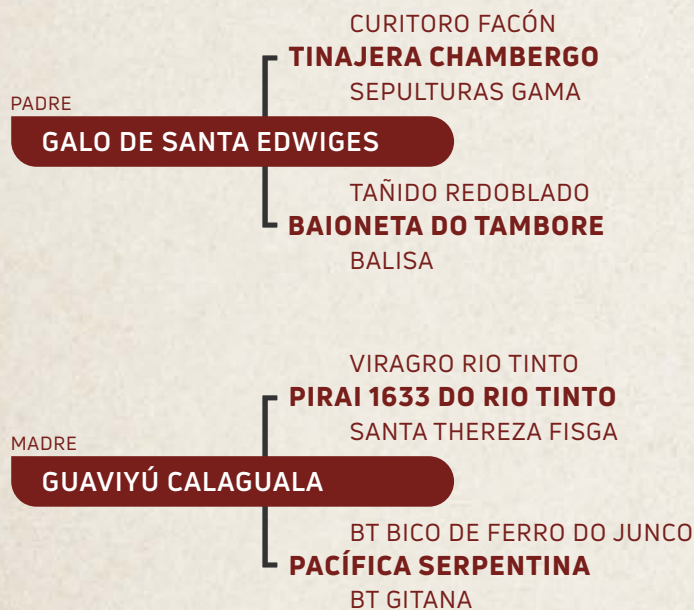 CURITORO FACÓN
TINAJERA CHAMBERGO
SEPULTURAS GAMA
PADRE
GALO DE SANTA EDWIGES
TAÑIDO REDOBLADO
BAIONETA DO TAMBORE
BALISA
VIRAGRO RIO TINTO
PIRAI 1633 DO RIO TINTO
SANTA THEREZA FISGA
MADRE
GUAVIYÚ CALAGUALA
BT BICO DE FERRO DO JUNCO
PACÍFICA SERPENTINA
BT GITANA